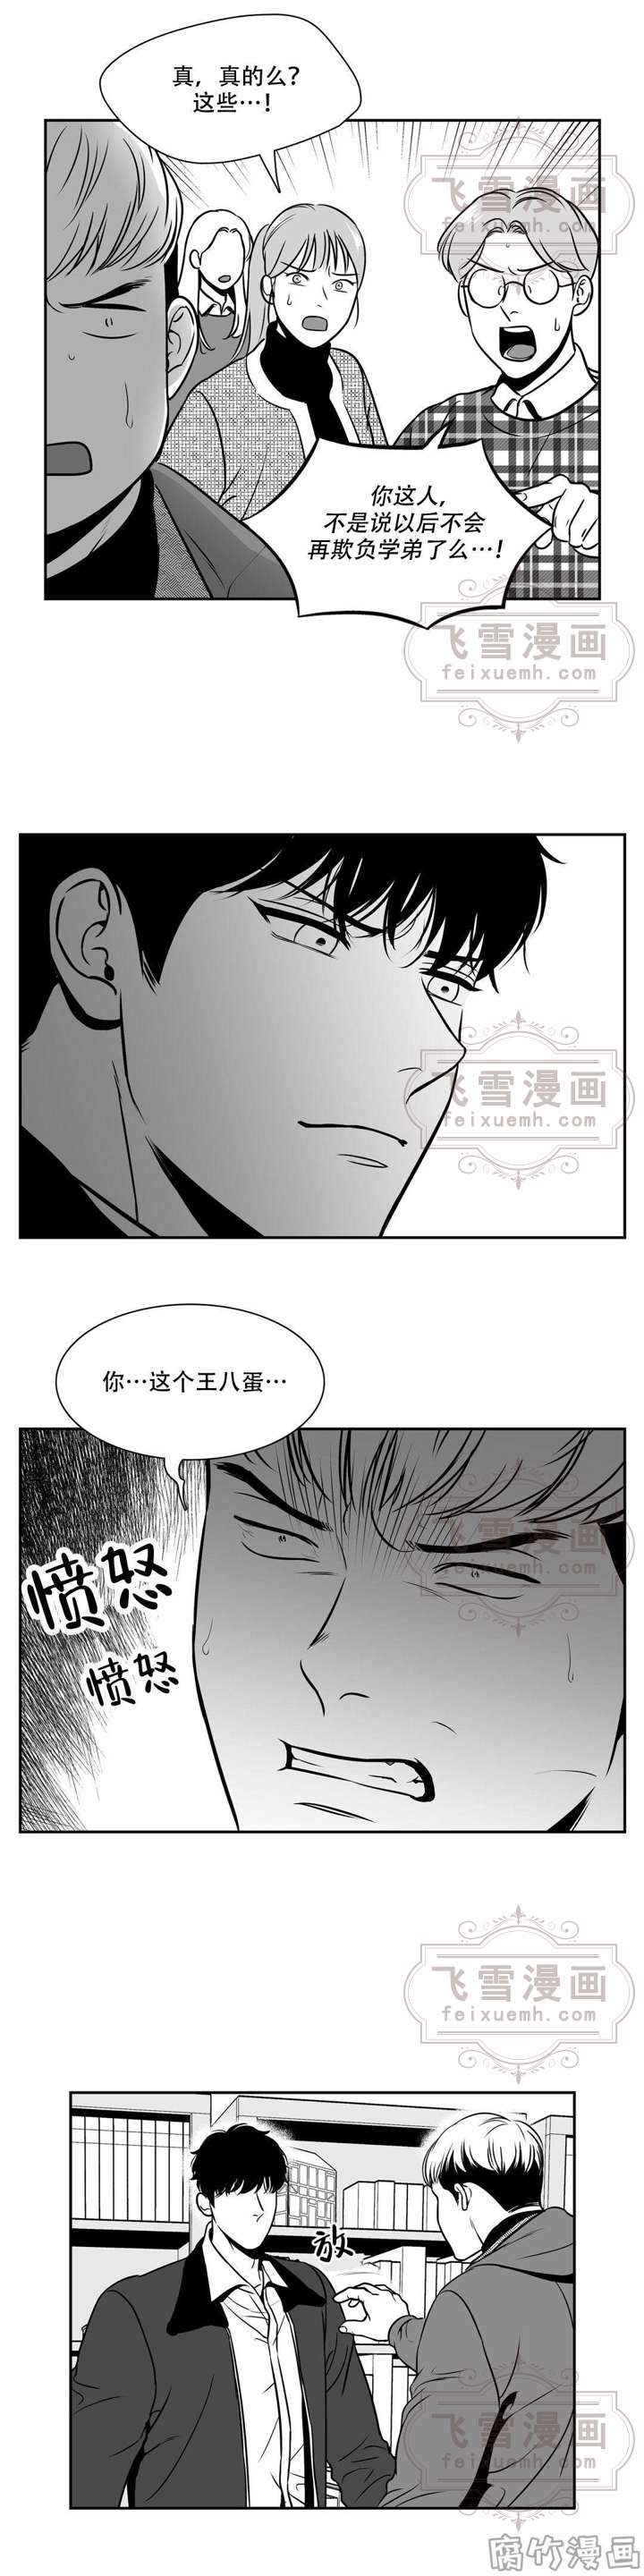 真，真的么？
这些…！
飞雪漫画
feixuemh.com
你这人，
不是说以后不会
再欺负学弟了么…！
飞雪漫画
feixuemh.com
飞雪漫画
feixuemh.com
你…这个王八蛋…
飞雪漫画
feixuemh.com
愤怒
愤怒
飞雪漫画
feixuemh.com
放
飞雪漫画
feixuemh.com
腐竹漫画